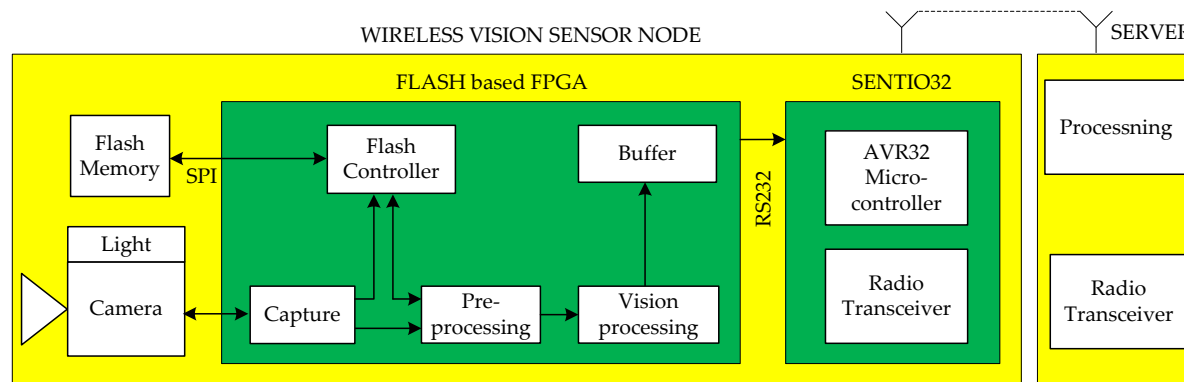 WIRELESS VISION SENSOR NODE
SERVER
FLASH based FPGA
SENTIO32
Flash
Memory
SPI
Flash
Controller
Buffer
RS232
AVR32
Micro-
controller
Processning
Light
Camera
Capture
Pre-
processing
Vision
processing
Radio
Transceiver
Radio
Transceiver